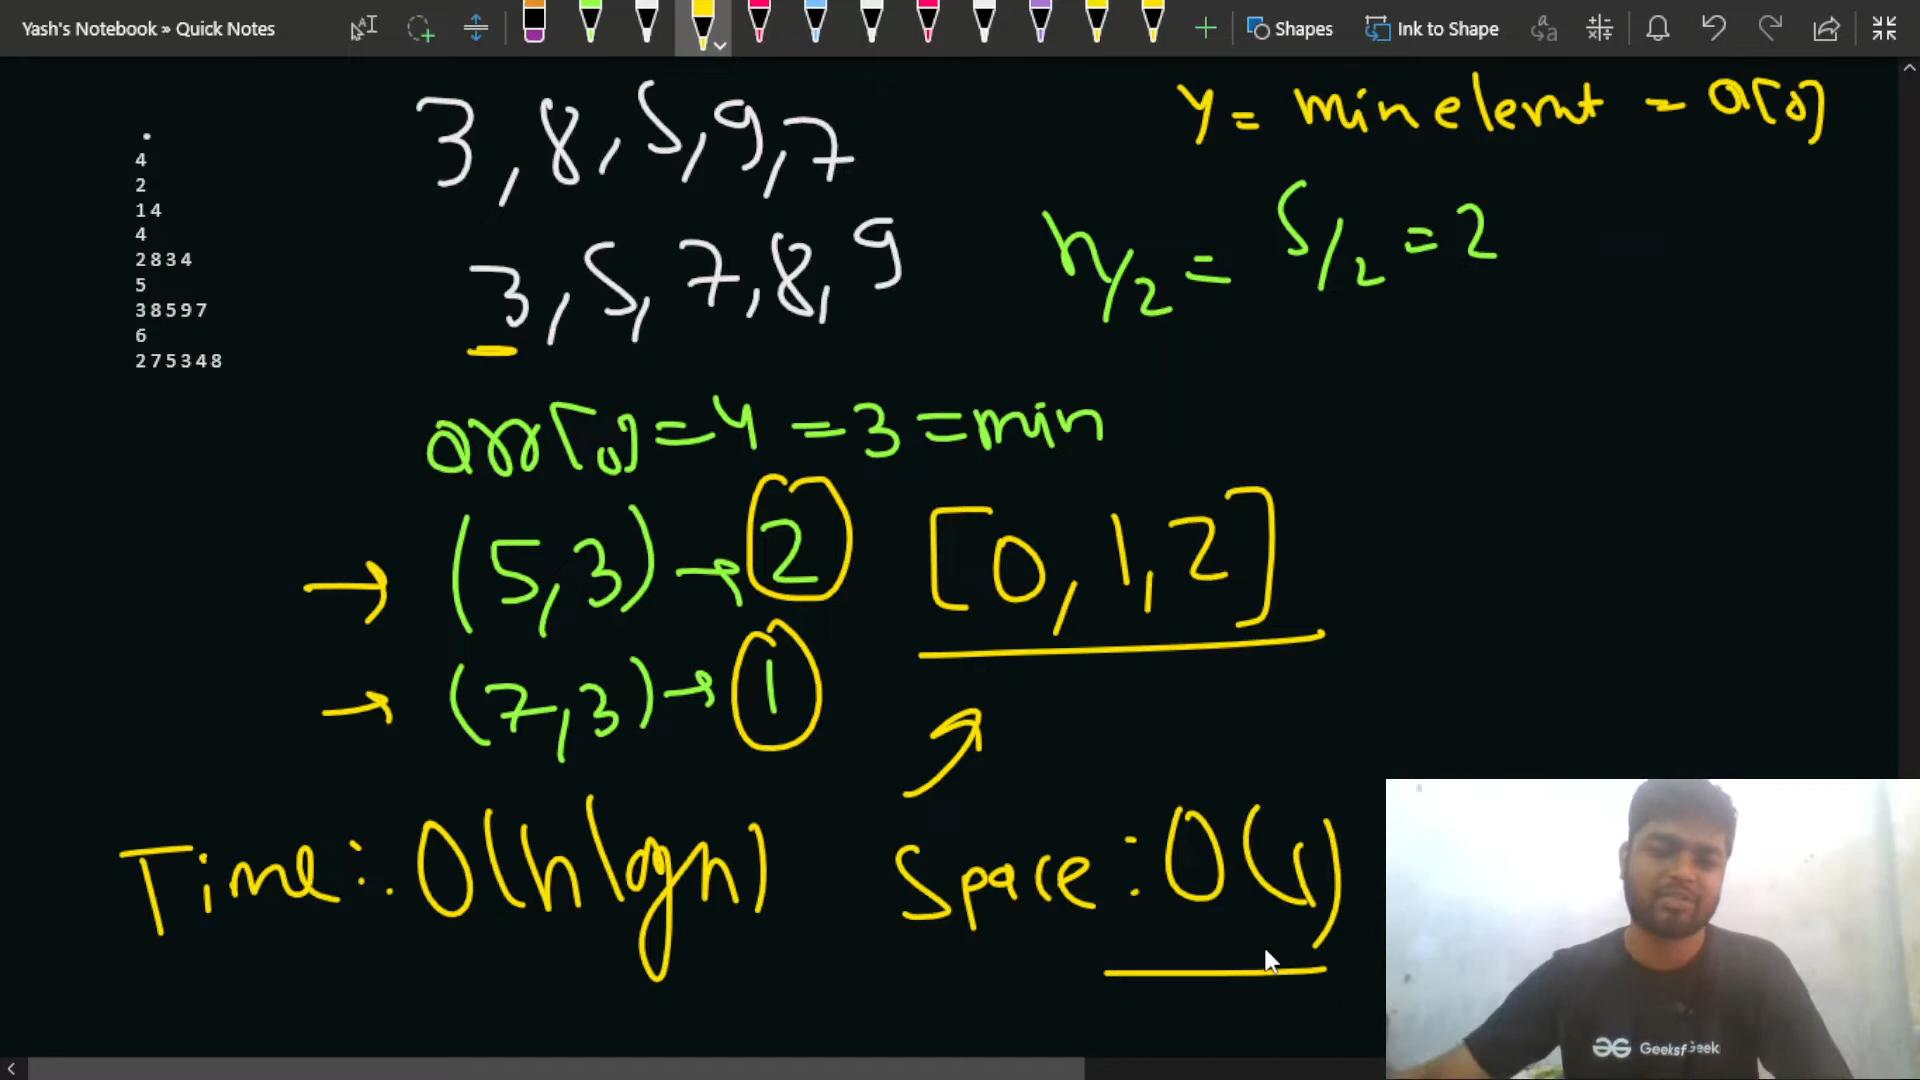 Yash's Notebook » Quick Notes
Shapes
Ink to Shape
.
4
2
1 4
4
2 8 3 4
5
3 8 5 9 7
6
2 7 5 3 4 8
3, 8, 5, 9, 7
3, 5, 7, 8, 9
y = min elemt = a[0]
n/2 = 5/2 = 2
arr[0] = y = 3 = min
→ (5,3) → 2 [0, 1, 2]
→ (7,3) → 1
Time:. O(nlogn) Space: O(1)
GeeksforGeek